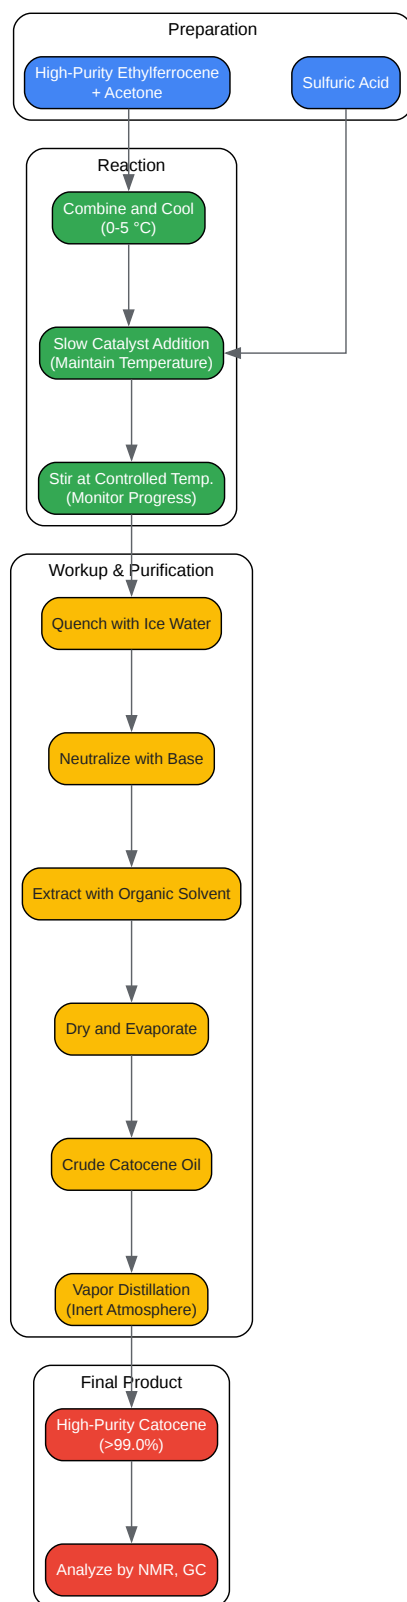 Preparation
High-Purity Ethylferrocene
+ Acetone
Sulfuric Acid
Reaction
Combine and Cool
(0-5 °C)
Slow Catalyst Addition
(Maintain Temperature)
Stir at Controlled Temp.
(Monitor Progress)
Workup & Purification
Quench with Ice Water
Neutralize with Base
Extract with Organic Solvent
Dry and Evaporate
Crude Catocene Oil
Vapor Distillation
(Inert Atmosphere)
Final Product
High-Purity Catocene
(>99.0%)
Analyze by NMR, GC